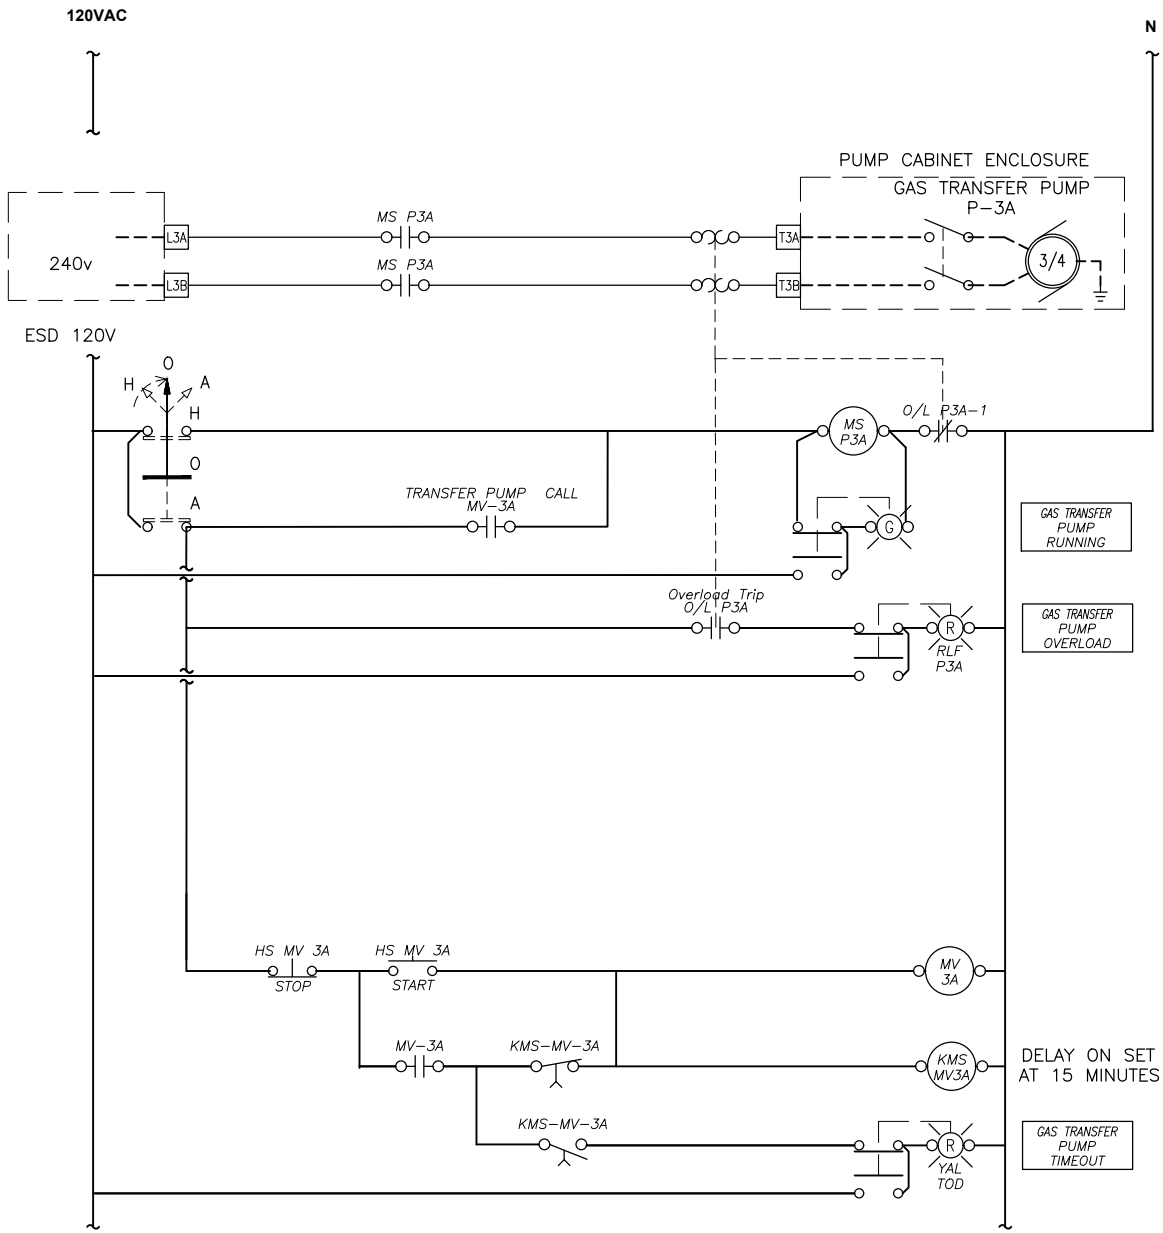 120VAC
N
PUMP CABINET ENCLOSURE
GAS TRANSFER PUMP
P-3A
MS P3A
L3A
T3A
240v
3/4
MS P3A
L3B
T3B
ESD 120V
O
H
A
H
O/L P3A-1
MS
P3A
O
A
TRANSFER PUMP CALL
MV-3A
G
GAS TRANSFER
PUMP
RUNNING
Overload Trip
O/L P3A
R
RLF
P3A
GAS TRANSFER
PUMP
OVERLOAD
HS MV 3A
STOP
HS MV 3A
START
MV
3A
MV-3A
KMS-MV-3A
KMS
MV3A
DELAY ON SET
AT 15 MINUTES
KMS-MV-3A
R
YAL
TOD
GAS TRANSFER
PUMP
TIMEOUT